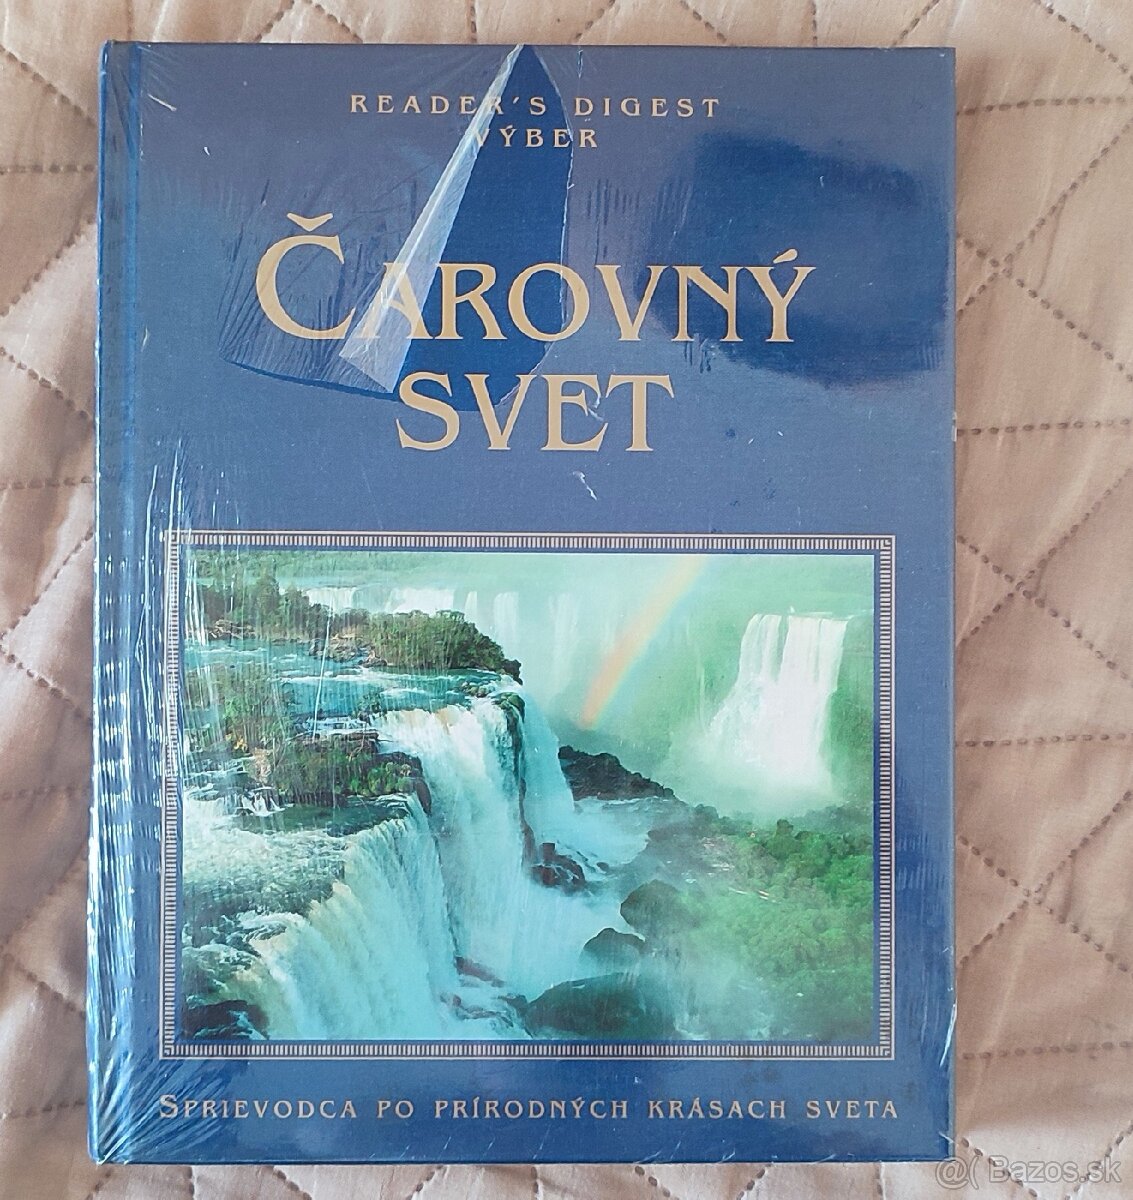 READER'S DIGEST
VÝBER
ČAROVNÝ
SVET
SPRIEVODCA PO PRÍRODNÝCH KRÁSACH SVETA
@( Bazos.sk